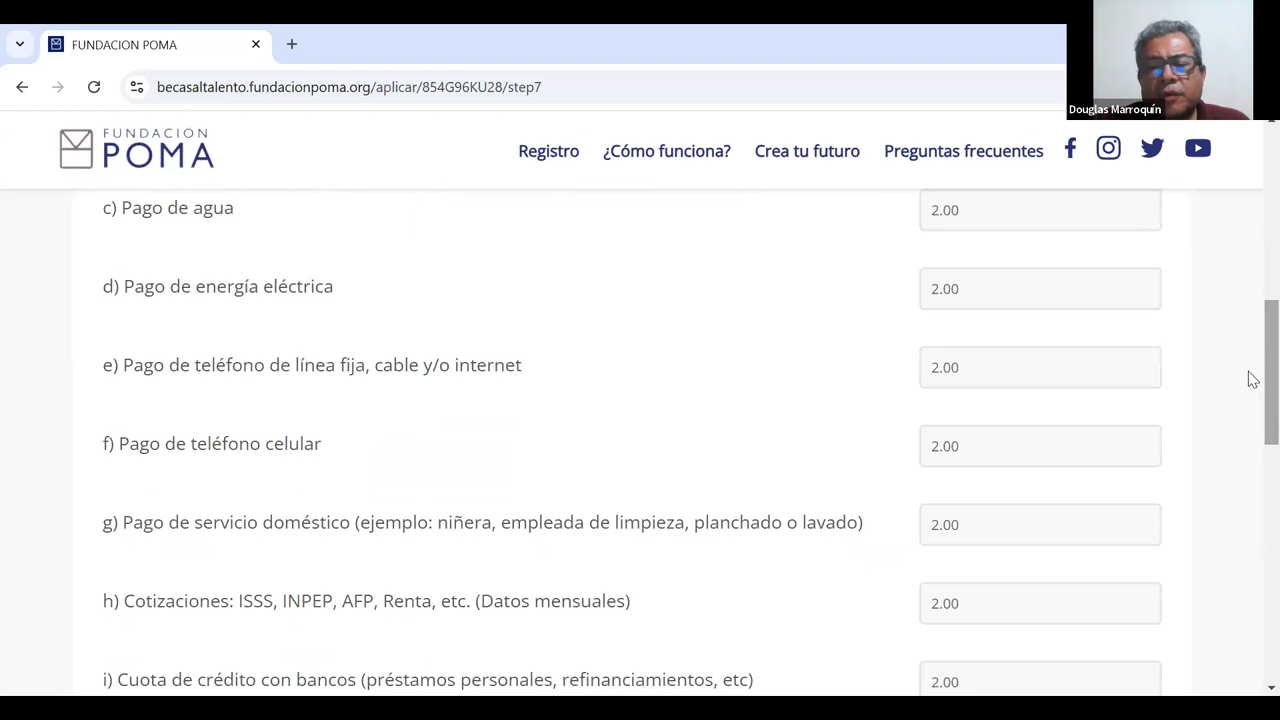 FUNDACION POMA
becasaltalento.fundacionpoma.org/aplicar/854G96KU28/step7
Douglas Marroquín
FUNDACION
POMA
Registro
¿Cómo funciona?
Crea tu futuro
Preguntas frecuentes
c) Pago de agua
2.00
d) Pago de energía eléctrica
2.00
e) Pago de teléfono de línea fija, cable y/o internet
2.00
f) Pago de teléfono celular
2.00
g) Pago de servicio doméstico (ejemplo: niñera, empleada de limpieza, planchado o lavado)
2.00
h) Cotizaciones: ISSS, INPEP, AFP, Renta, etc. (Datos mensuales)
2.00
i) Cuota de crédito con bancos (préstamos personales, refinanciamientos, etc)
2.00